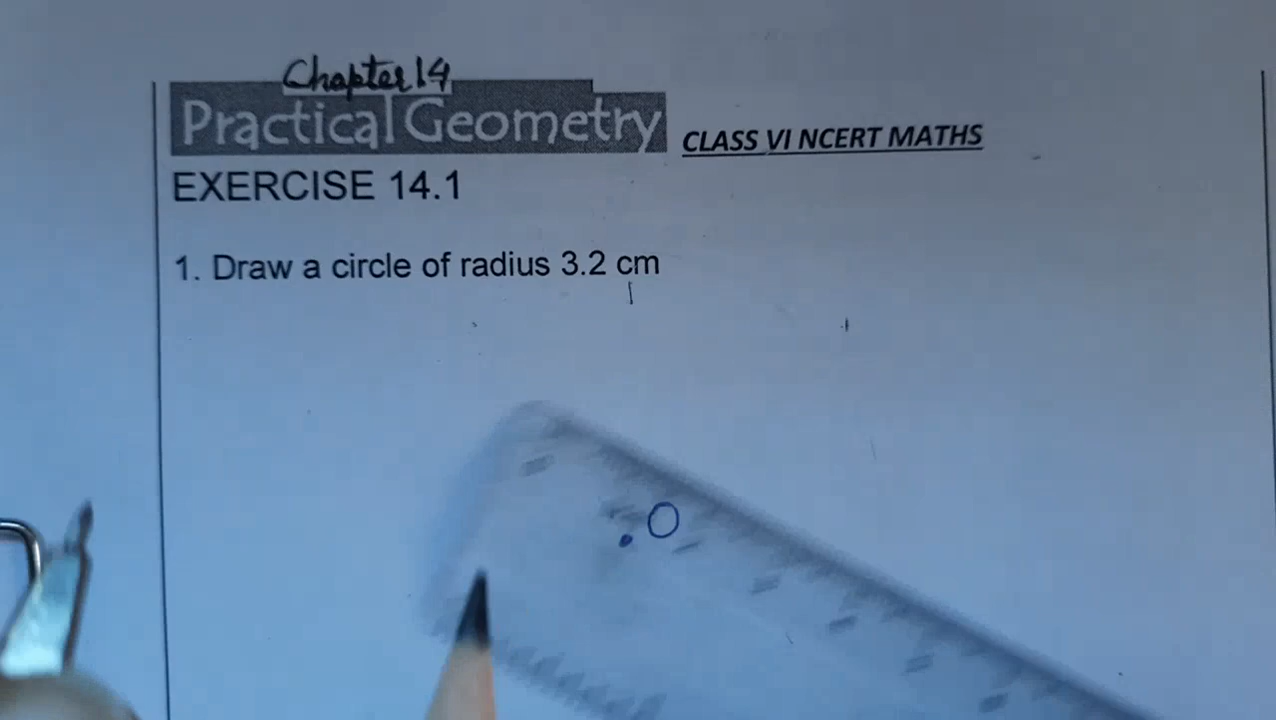 Chapter 14
Practical Geometry CLASS VI NCERT MATHS
EXERCISE 14.1
1. Draw a circle of radius 3.2 cm
O